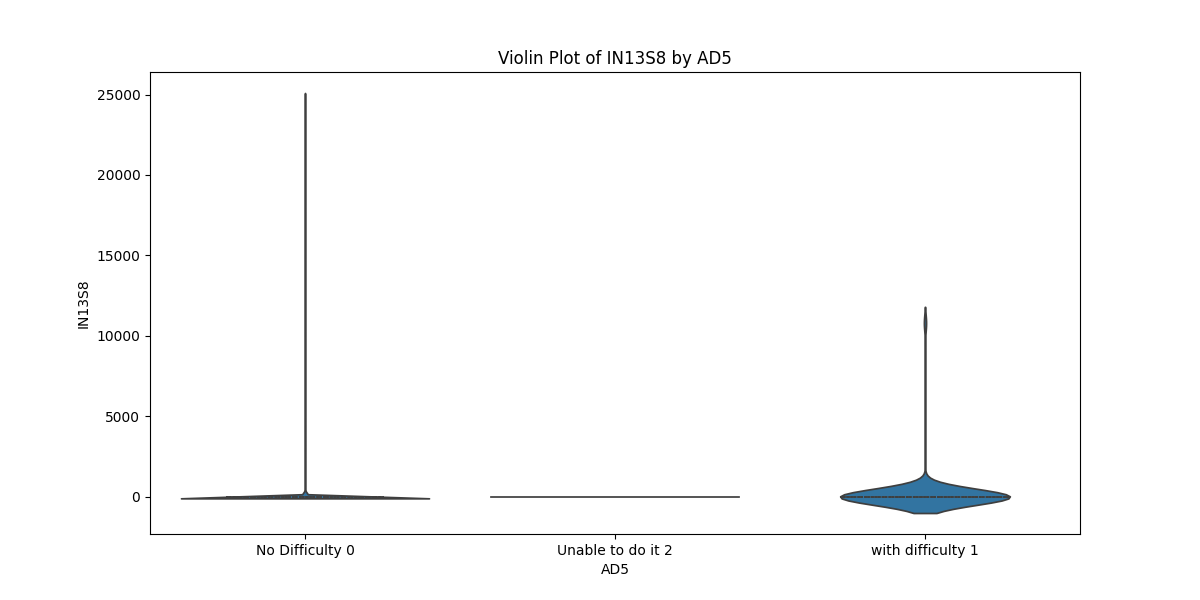 Violin Plot of IN13S8 by AD5
25000
20000
15000
10000
5000
0
IN13S8
No Difficulty 0
Unable to do it 2
with difficulty 1
AD5